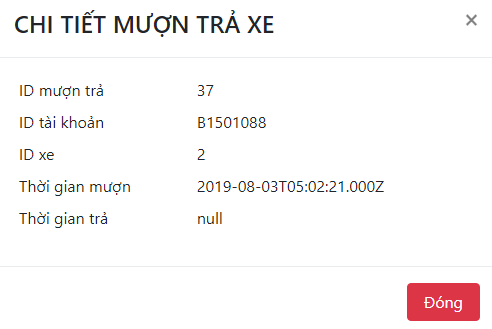 CHI TIẾT MƯỢN TRẢ XE ×
ID mượn trả 37
ID tài khoản B1501088
ID xe 2
Thời gian mượn 2019-08-03T05:02:21.000Z
Thời gian trả null
Đóng